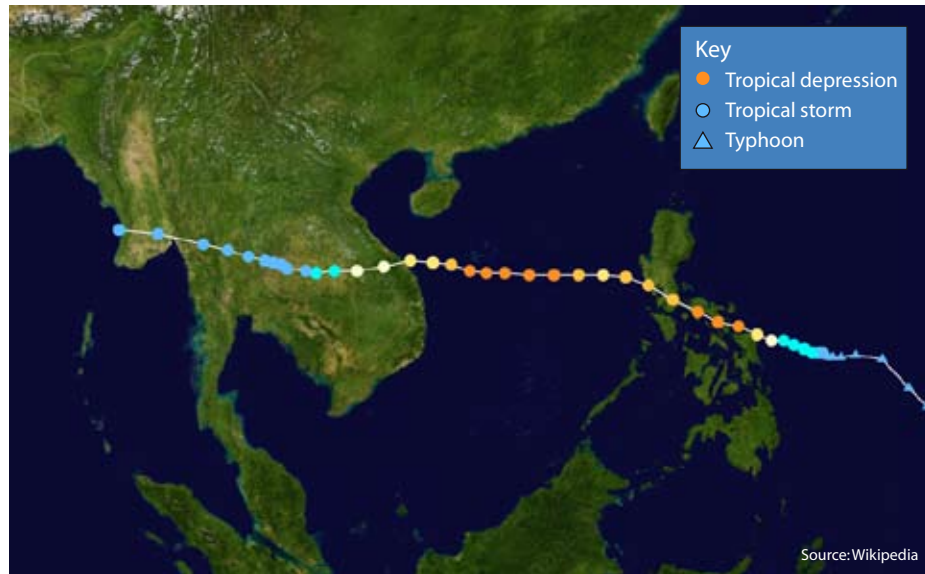 Key
Tropical depression
Tropical storm
Typhoon
Source: Wikipedia